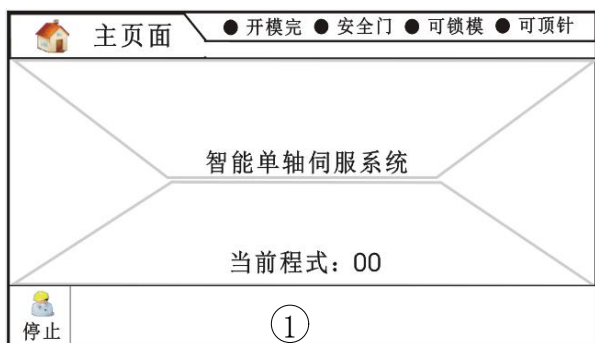 主页面 ● 开模完 ● 安全门 ● 可锁模 ● 可顶针
智能单轴伺服系统
当前程式：00
停止
①